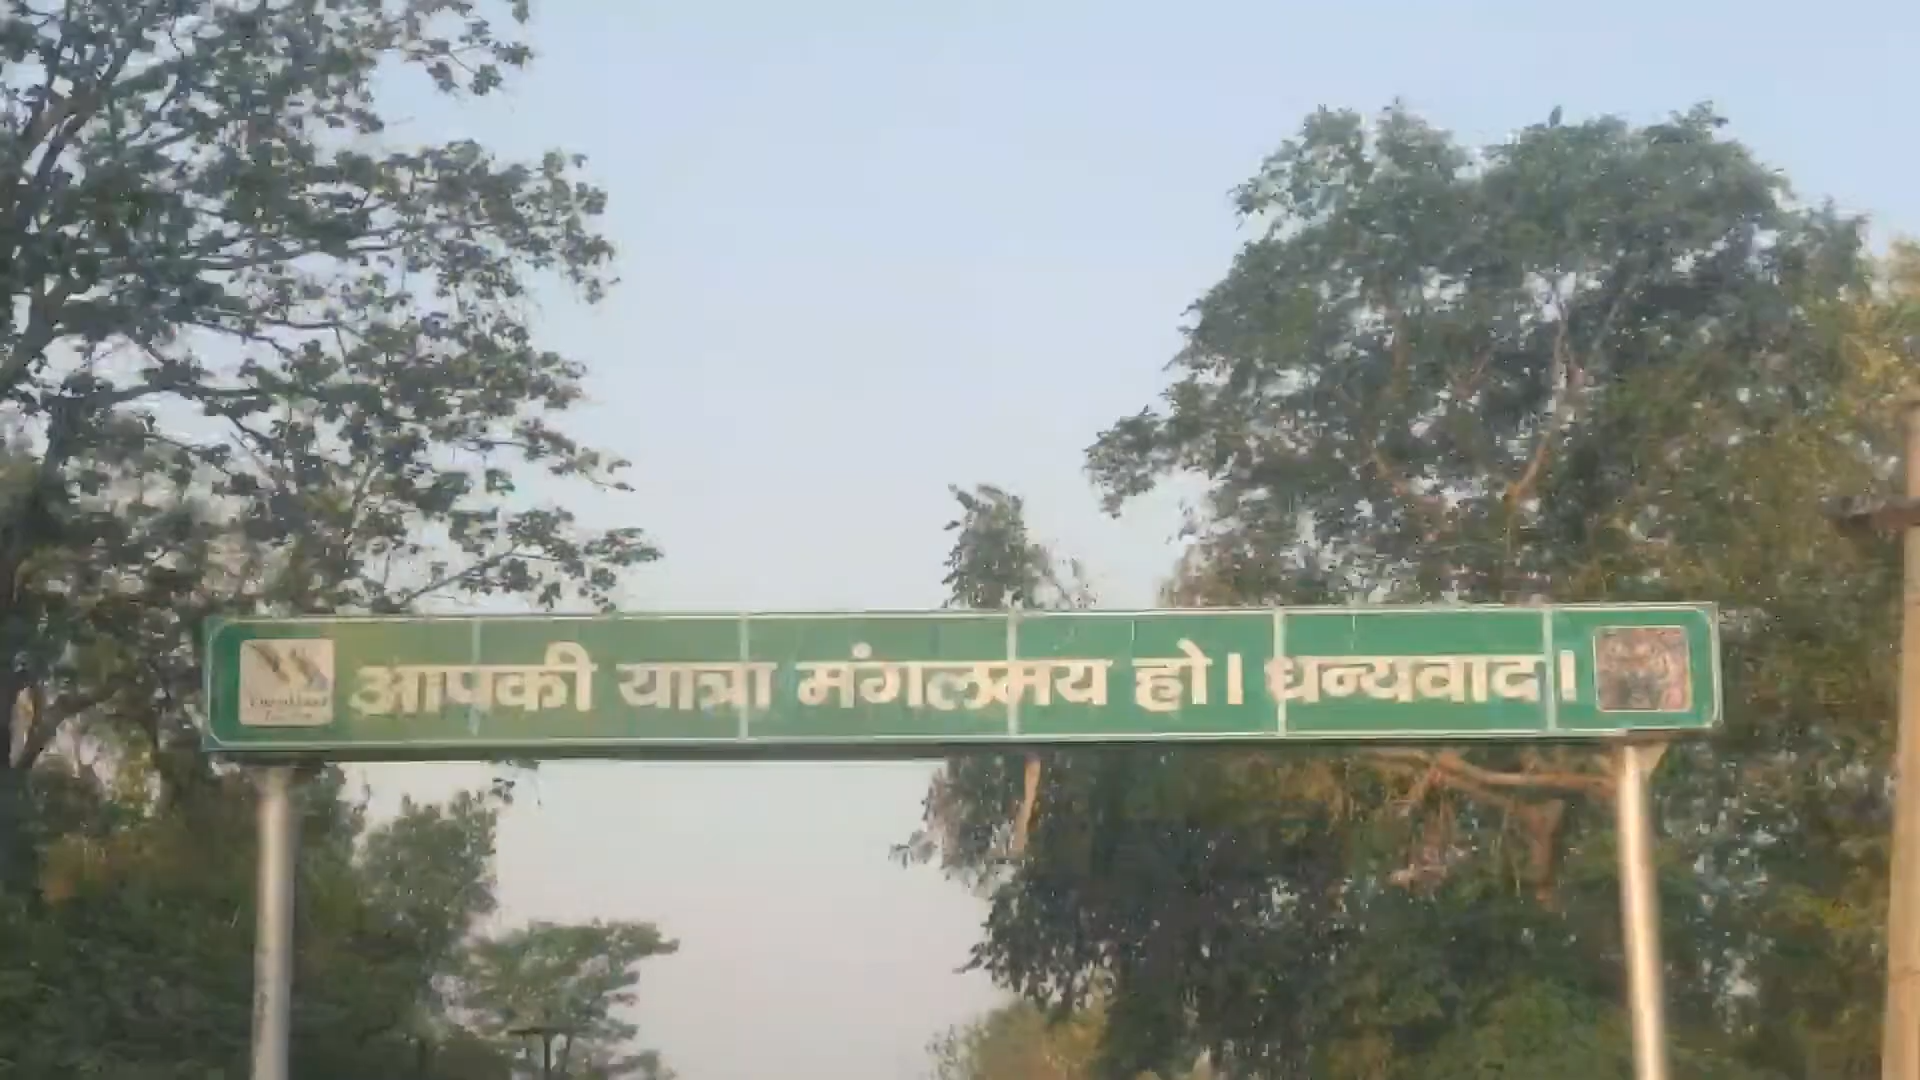 आपकी यात्रा मंगलमय हो। धन्यवाद।